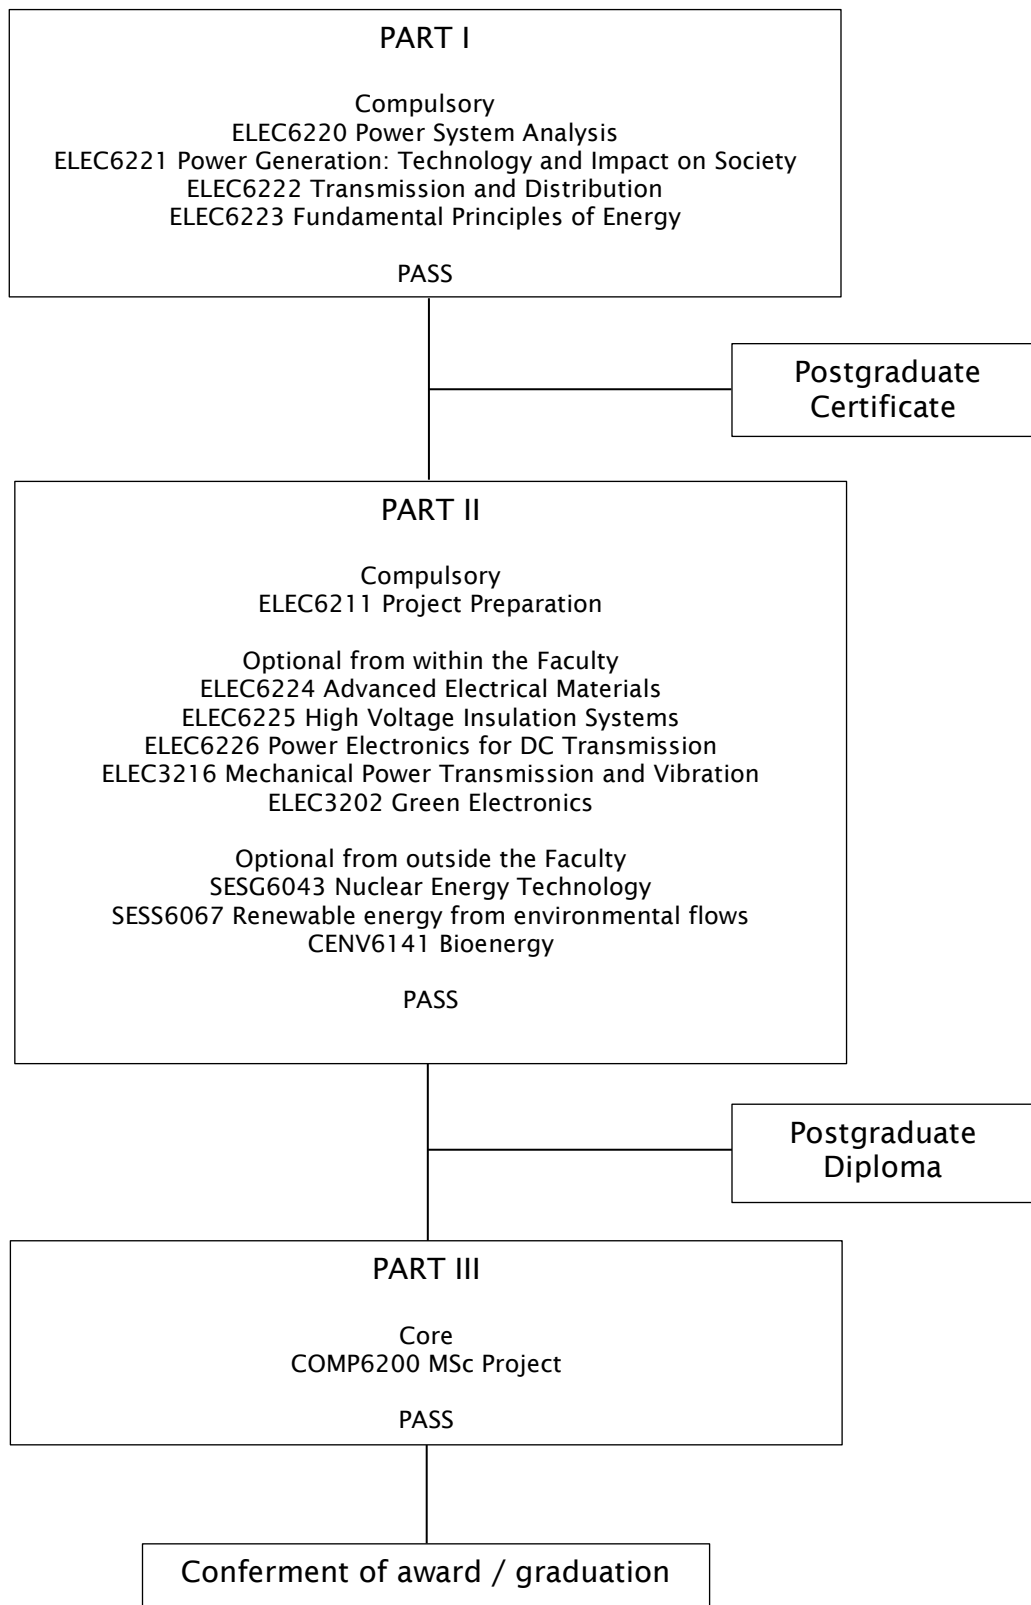 PART I
Compulsory
ELEC6220 Power System Analysis
ELEC6221 Power Generation: Technology and Impact on Society
ELEC6222 Transmission and Distribution
ELEC6223 Fundamental Principles of Energy
PASS
Postgraduate
Certificate
PART II
Compulsory
ELEC6211 Project Preparation
Optional from within the Faculty
ELEC6224 Advanced Electrical Materials
ELEC6225 High Voltage Insulation Systems
ELEC6226 Power Electronics for DC Transmission
ELEC3216 Mechanical Power Transmission and Vibration
ELEC3202 Green Electronics
Optional from outside the Faculty
SESG6043 Nuclear Energy Technology
SESS6067 Renewable energy from environmental flows
CENV6141 Bioenergy
PASS
Postgraduate
Diploma
PART III
Core
COMP6200 MSc Project
PASS
Conferment of award / graduation